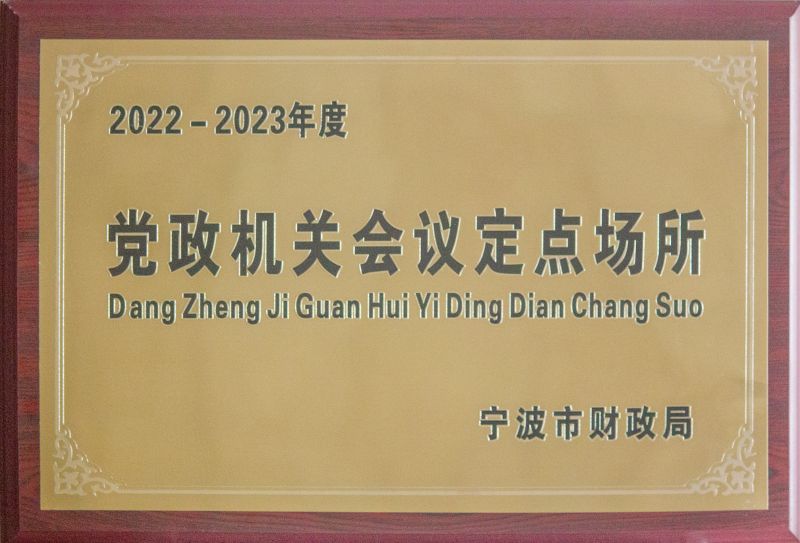 2022－2023年度
党政机关会议定点场所
Dang Zheng Ji Guan Hui Yi Ding Dian Chang Suo
宁波市财政局